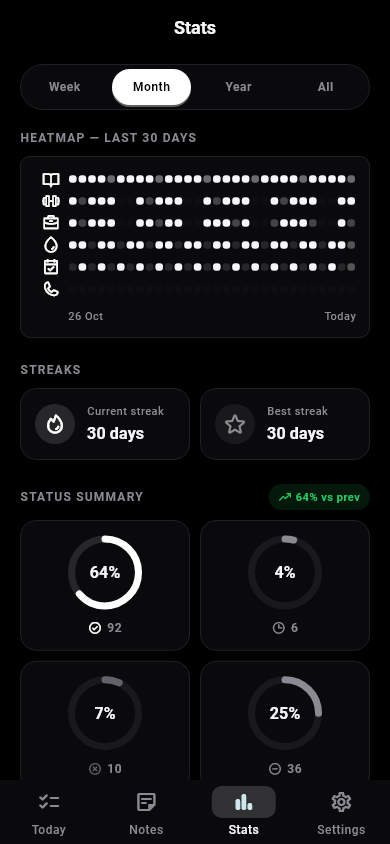 Stats
Week Month Year All
HEATMAP — LAST 30 DAYS
26 Oct Today
STREAKS
Current streak Best streak
30 days 30 days
STATUS SUMMARY 64% vs prev
64% 4%
92 6
7% 25%
10 36
Today Notes Stats Settings